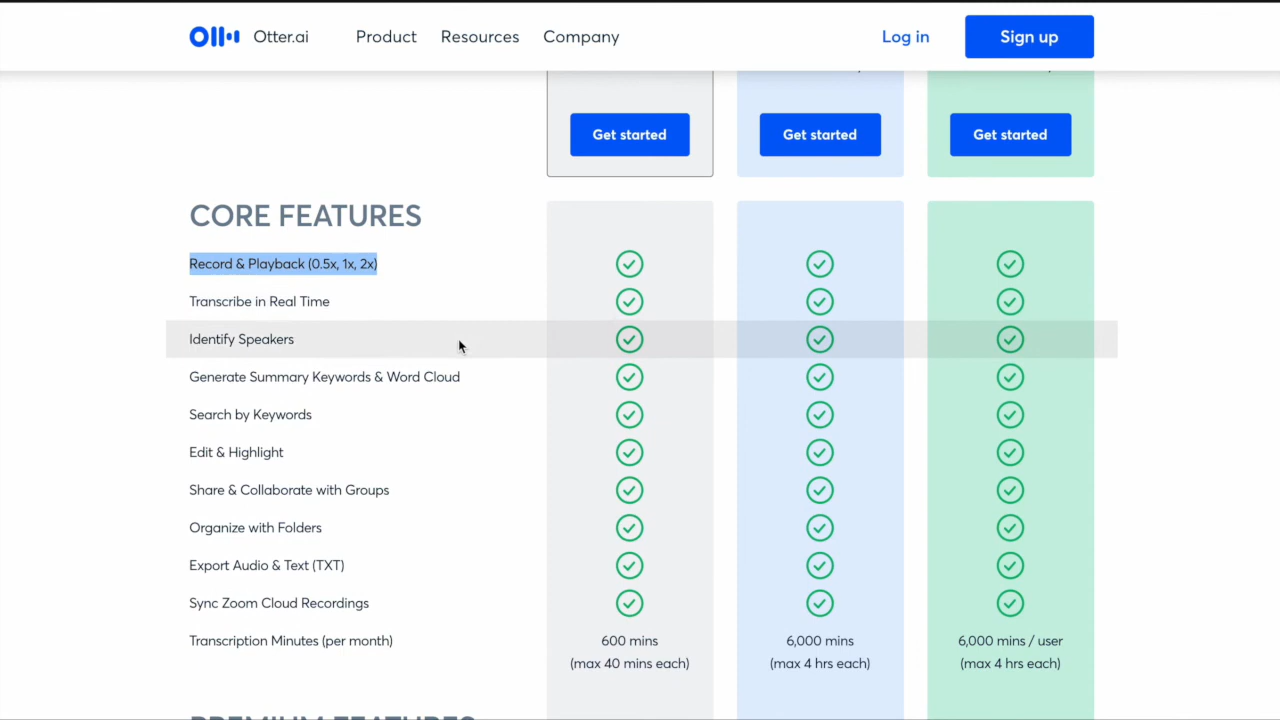 Otter.ai Product Resources Company Log in Sign up
Get started Get started Get started
CORE FEATURES
Record & Playback (0.5x, 1x, 2x)
Transcribe in Real Time
Identify Speakers
Generate Summary Keywords & Word Cloud
Search by Keywords
Edit & Highlight
Share & Collaborate with Groups
Organize with Folders
Export Audio & Text (TXT)
Sync Zoom Cloud Recordings
Transcription Minutes (per month) 600 mins 6,000 mins 6,000 mins / user
(max 40 mins each) (max 4 hrs each) (max 4 hrs each)
PREMIUM FEATURES